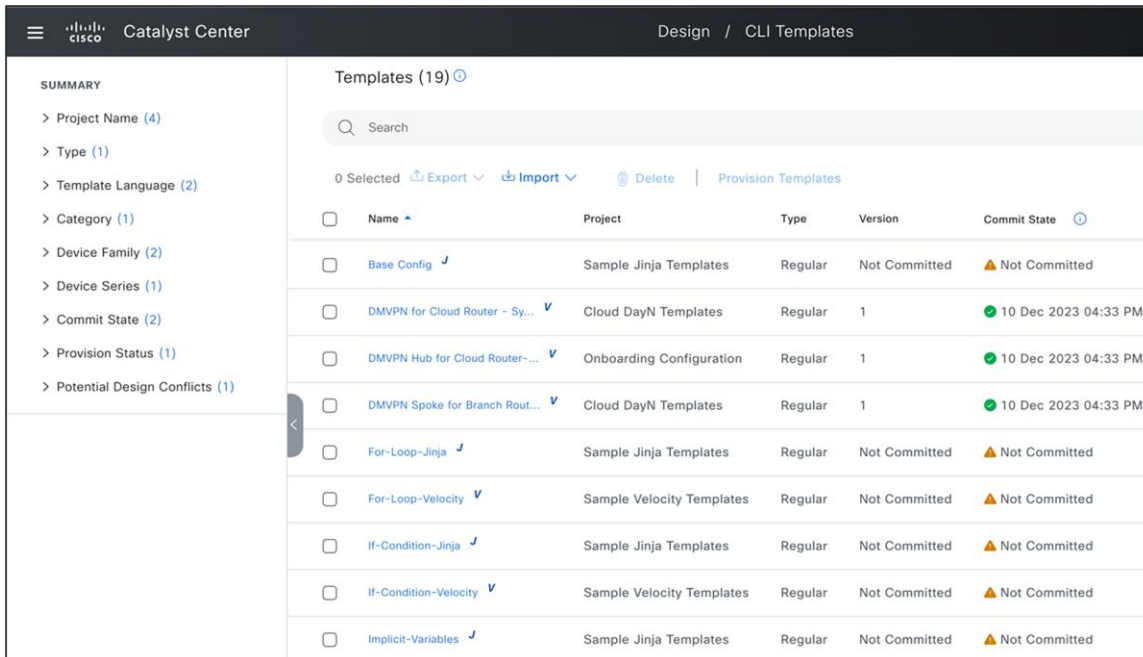 CISCO Catalyst Center Design / CLI Templates
SUMMARY
Project Name (4)
Type (1)
Template Language (2)
Category (1)
Device Family (2)
Device Series (1)
Commit State (2)
Provision Status (1)
Potential Design Conflicts (1)
Templates (19)
Search
0 Selected Export Import Delete | Provision Templates
Name Project Type Version Commit State
Base Config J Sample Jinja Templates Regular Not Committed Not Committed
DMVPN for Cloud Router - Sy... V Cloud DayN Templates Regular 1 10 Dec 2023 04:33 PM
DMVPN Hub for Cloud Router-... V Onboarding Configuration Regular 1 10 Dec 2023 04:33 PM
DMVPN Spoke for Branch Rout... V Cloud DayN Templates Regular 1 10 Dec 2023 04:33 PM
For-Loop-Jinja J Sample Jinja Templates Regular Not Committed Not Committed
For-Loop-Velocity V Sample Velocity Templates Regular Not Committed Not Committed
If-Condition-Jinja J Sample Jinja Templates Regular Not Committed Not Committed
If-Condition-Velocity V Sample Velocity Templates Regular Not Committed Not Committed
Implicit-Variables J Sample Jinja Templates Regular Not Committed Not Committed